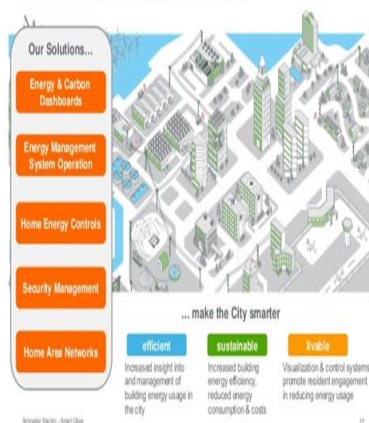 Our Solutions...
Energy & Carbon
Dashboards
Energy Management
System Operation
Home Energy Controls
Security Management
Home Area Networks
... make the City smarter
efficient
Increased insight into
and management of
building energy usage in
the city
sustainable
Increased building
energy efficiency,
reduced energy
consumption & costs
livable
Visualization & control systems
promote resident engagement
in reducing energy usage
Schneider Electric - Smart Cities